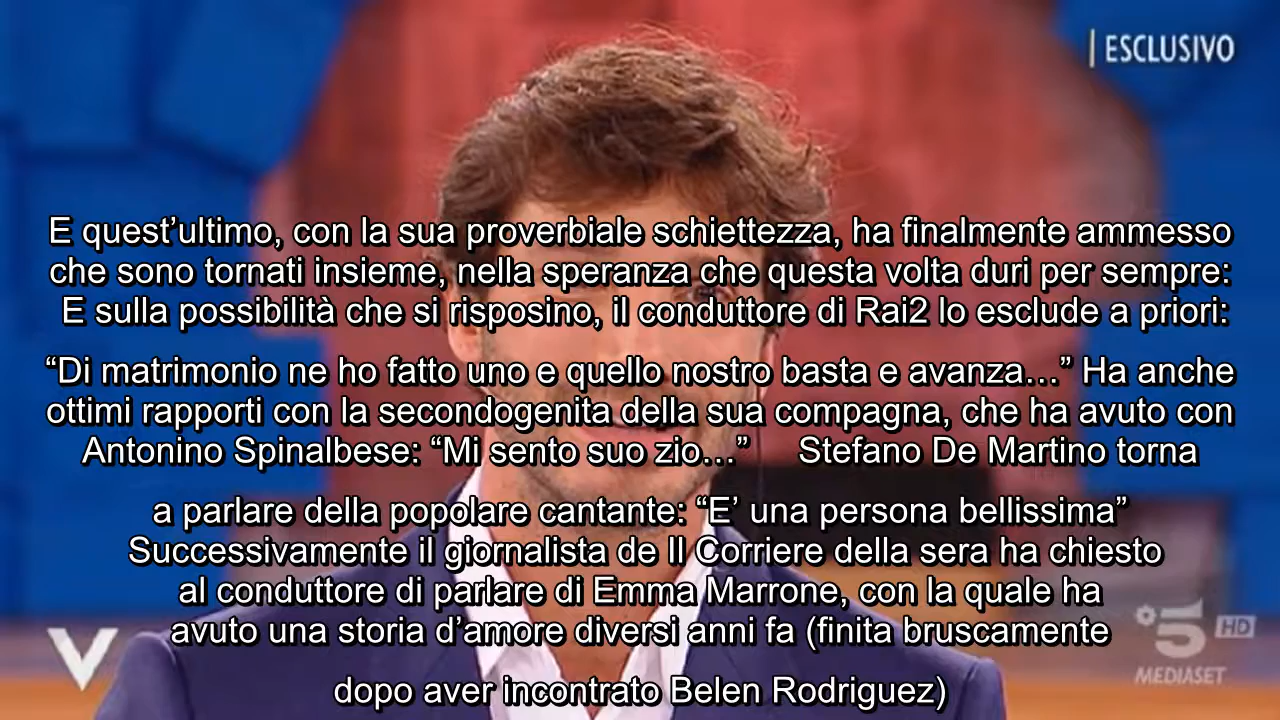 | ESCLUSIVO
E quest’ultimo, con la sua proverbiale schiettezza, ha finalmente ammesso
che sono tornati insieme, nella speranza che questa volta duri per sempre:
E sulla possibilità che si risposino, il conduttore di Rai2 lo esclude a priori:
“Di matrimonio ne ho fatto uno e quello nostro basta e avanza…” Ha anche
ottimi rapporti con la secondogenita della sua compagna, che ha avuto con
Antonino Spinalbese: “Mi sento suo zio…” Stefano De Martino torna
a parlare della popolare cantante: “E’ una persona bellissima”
Successivamente il giornalista de Il Corriere della sera ha chiesto
al conduttore di parlare di Emma Marrone, con la quale ha
avuto una storia d’amore diversi anni fa (finita bruscamente
dopo aver incontrato Belen Rodriguez)
V
5 HD
MEDIASET